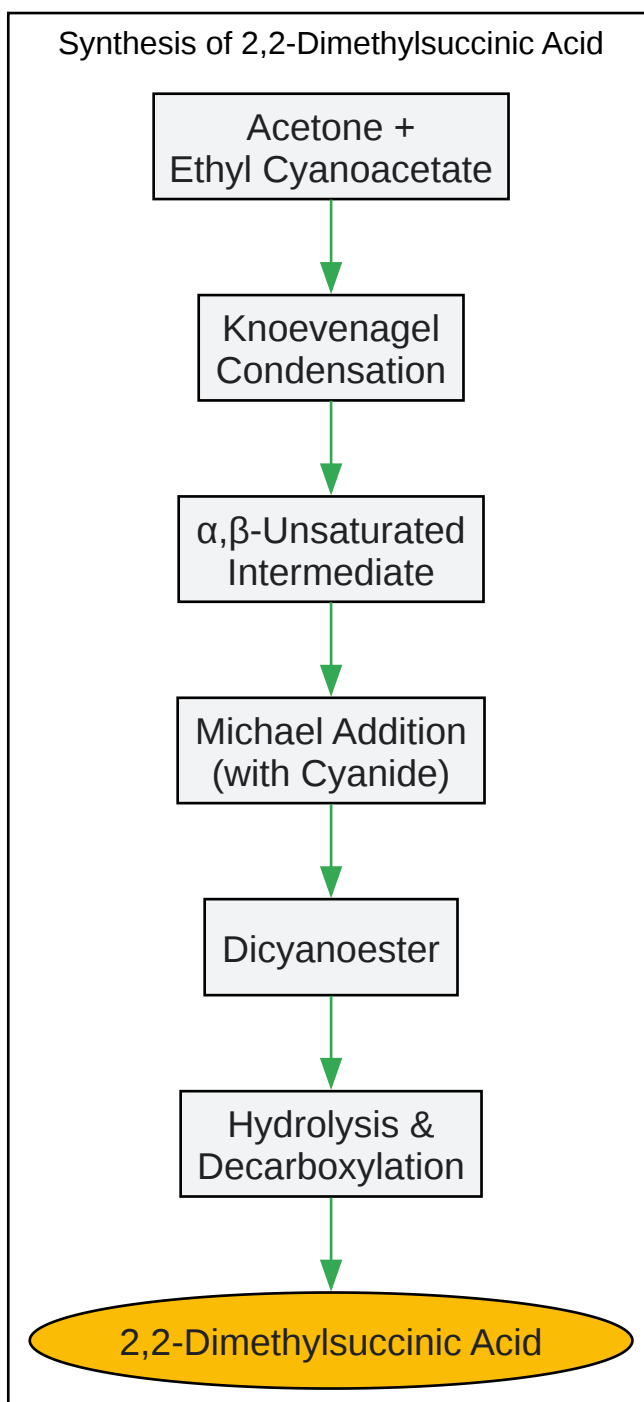 Synthesis of 2,2-Dimethylsuccinic Acid
Acetone +
Ethyl Cyanoacetate
Knoevenagel
Condensation
α,β-Unsaturated
Intermediate
Michael Addition
(with Cyanide)
Dicyanoester
Hydrolysis &
Decarboxylation
2,2-Dimethylsuccinic Acid